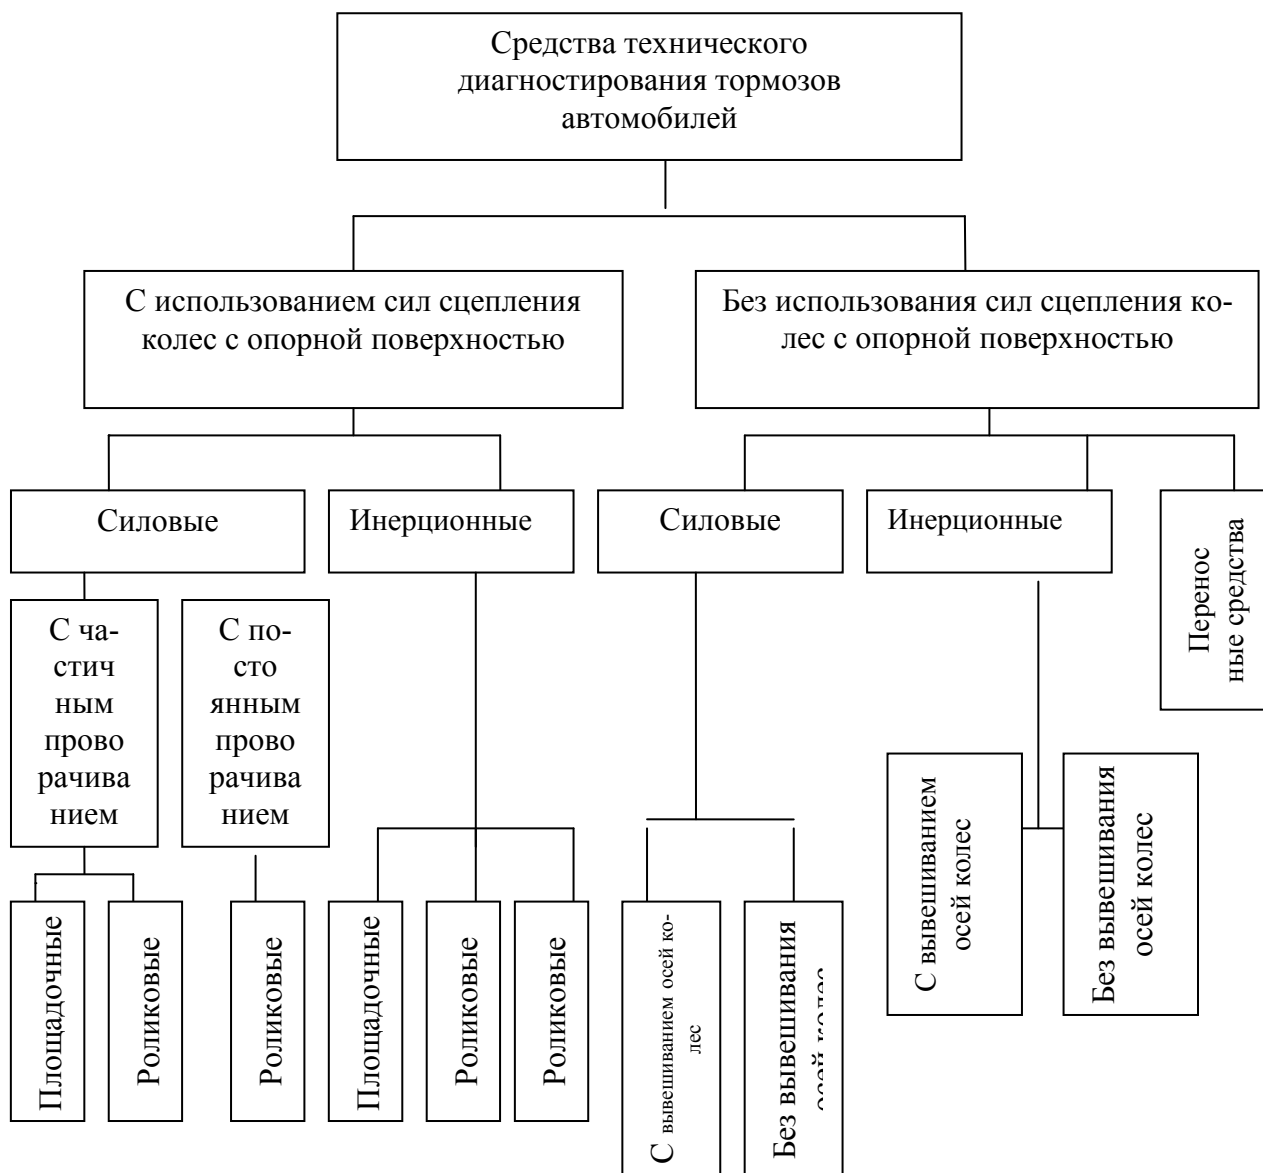 Средства технического
диагностирования тормозов
автомобилей
С использованием сил сцепления
колес с опорной поверхностью
Без использования сил сцепления ко-
лес с опорной поверхностью
Силовые
Инерционные
Силовые
Инерционные
Перенос
ные средства
С ча-
стич
ным
прово
рачива
нием
С по-
сто
янным
прово
рачива
нием
С вывешиванием
осей колес
Без вывешивания
осей колес
Площадочные
Роликовые
Роликовые
Площадочные
Роликовые
Роликовые
С вывешиванием осей ко-
лес
Без вывешивания
осей колес